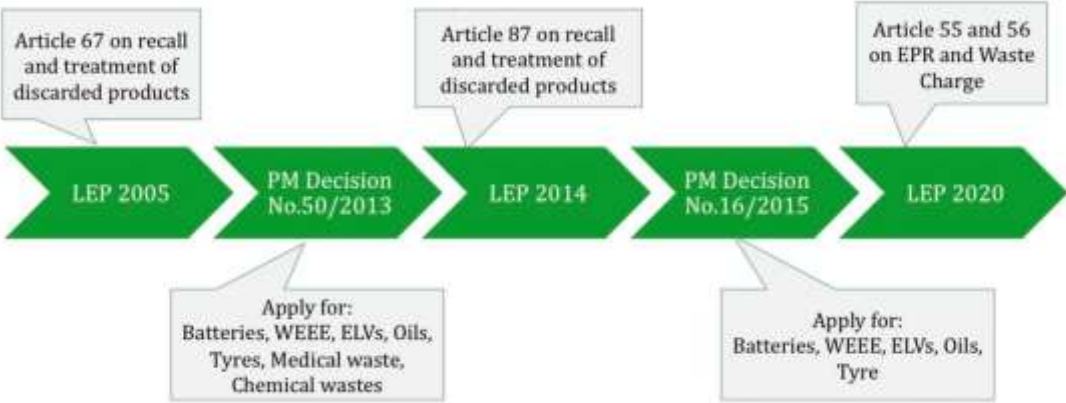 Article 67 on recall
and treatment of
discarded products
Article 87 on recall
and treatment of
discarded products
Article 55 and 56
on EPR and Waste
Charge
LEP 2005
PM Decision
No.50/2013
LEP 2014
PM Decision
No.16/2015
LEP 2020
Apply for:
Batteries, WEEE, ELVs, Oils,
Tyres, Medical waste,
Chemical wastes
Apply for:
Batteries, WEEE, ELVs, Oils,
Tyre